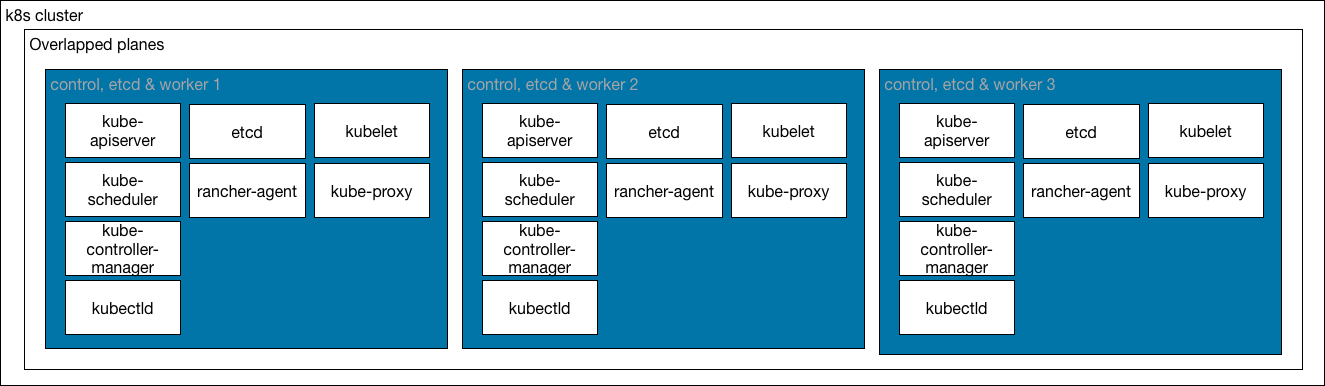 k8s cluster
Overlapped planes
control, etcd & worker 1
kube-
apiserver
etcd
kubelet
kube-
scheduler
rancher-agent
kube-proxy
kube-
controller-
manager
kubectld
control, etcd & worker 2
kube-
apiserver
etcd
kubelet
kube-
scheduler
rancher-agent
kube-proxy
kube-
controller-
manager
kubectld
control, etcd & worker 3
kube-
apiserver
etcd
kubelet
kube-
scheduler
rancher-agent
kube-proxy
kube-
controller-
manager
kubectld